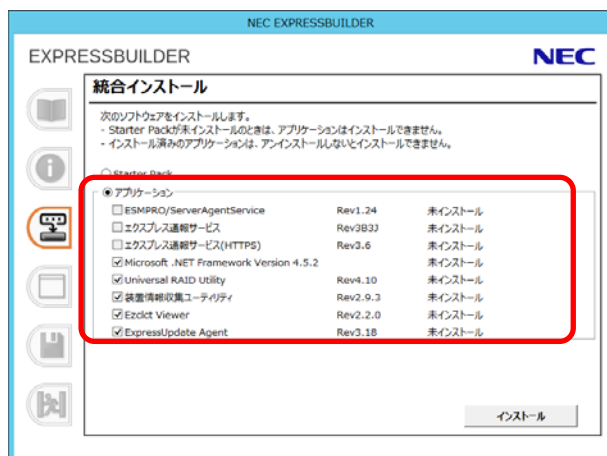 NEC EXPRESSBUILDER
EXPRESSBUILDER NEC
統合インストール
次のソフトウェアをインストールします。
- Starter Packが未インストールのときは、アプリケーションはインストールできません。
- インストール済みのアプリケーションは、アンインストールしないとインストールできません。
Starter Pack
アプリケーション
ESMPRO/ServerAgentService Rev1.24 未インストール
エクスプレス通報サービス Rev3B3J 未インストール
エクスプレス通報サービス(HTTPS) Rev3.6 未インストール
Microsoft .NET Framework Version 4.5.2 未インストール
Universal RAID Utility Rev4.10 未インストール
装置情報収集ユーティリティ Rev2.9.3 未インストール
Ezclct Viewer Rev2.2.0 未インストール
ExpressUpdate Agent Rev3.18 未インストール
インストール